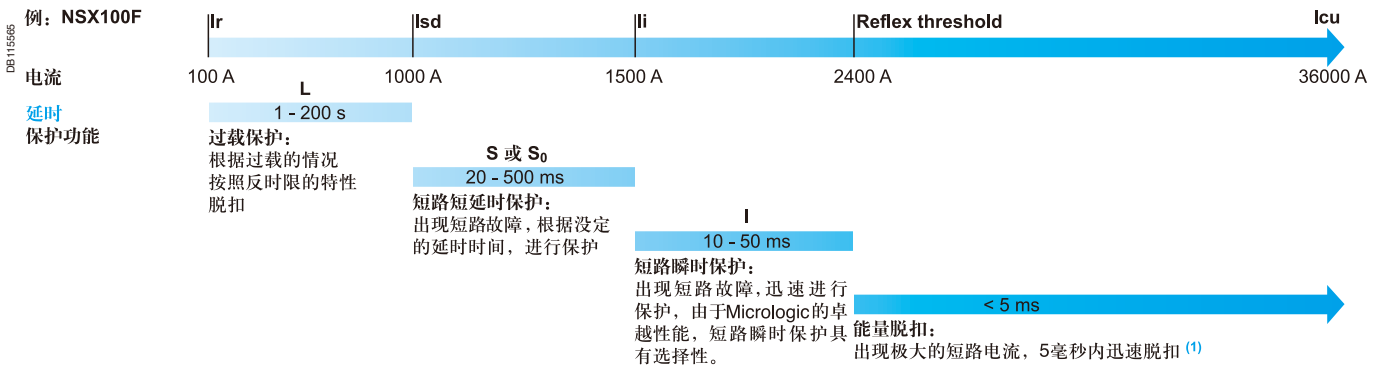 例：NSX100F
Ir
Isd
Ii
Reflex threshold
Icu
DB115565
电流
100 A
1000 A
1500 A
2400 A
36000 A
L
延时
1 - 200 s
保护功能
过载保护：
根据过载的情况
按照反时限的特性
脱扣
S 或 S₀
20 - 500 ms
短路短延时保护：
出现短路故障，根据没定
的延时时间，进行保护
I
10 - 50 ms
短路瞬时保护：
出现短路故障,迅速进行
保护，由于Micrologic的卓
越性能，短路瞬时保护具
有选择性。
< 5 ms
能量脱扣：
出现极大的短路电流，5毫秒内迅速脱扣 (1)